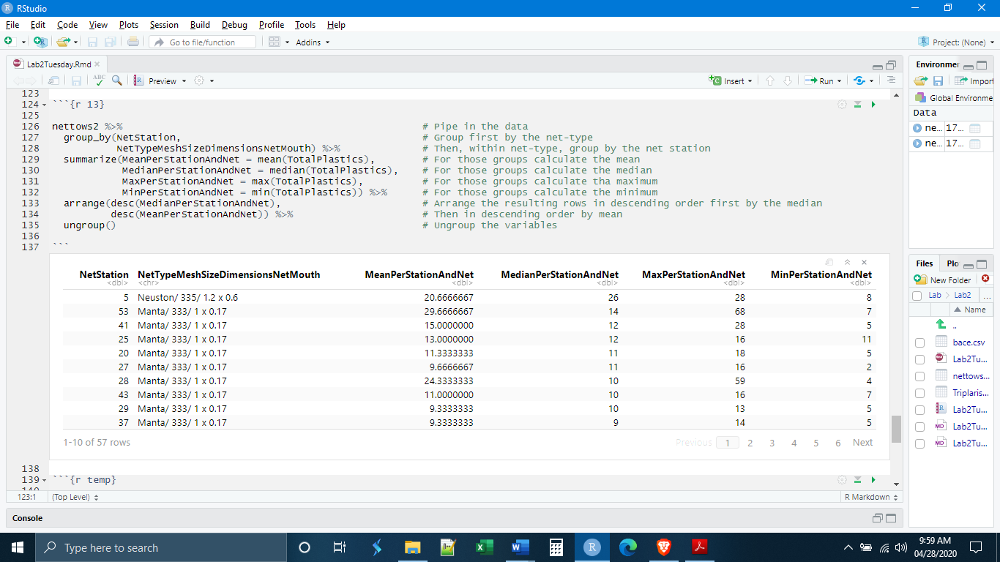 RStudio
File Edit Code View Plots Session Build Debug Profile Tools Help
Go to file/function Addins Project: (None)
Lab2Tuesday.Rmd
ABC Preview Insert Run
123
124 ```{r 13}
125
126 nettows2 %>% # Pipe in the data
127 group_by(NetStation, # Group first by the net-type
128 NetTypeMeshSizeDimensionsNetMouth) %>% # Then, within net-type, group by the net station
129 summarize(MeanPerStationAndNet = mean(TotalPlastics), # For those groups calculate the mean
130 MedianPerStationAndNet = median(TotalPlastics), # For those groups calculate the median
131 MaxPerStationAndNet = max(TotalPlastics), # For those groups calculate tha maximum
132 MinPerStationAndNet = min(TotalPlastics)) %>% # For those groups calculate the minimum
133 arrange(desc(MedianPerStationAndNet), # Arrange the resulting rows in descending order first by the median
134 desc(MeanPerStationAndNet)) %>% # Then in descending order by mean
135 ungroup() # Ungroup the variables
136
137 ```
NetStation NetTypeMeshSizeDimensionsNetMouth MeanPerStationAndNet MedianPerStationAndNet MaxPerStationAndNet MinPerStationAndNet
<dbl> <chr> <dbl> <dbl> <dbl> <dbl>
5 Neuston/ 335/ 1.2 x 0.6 20.6666667 26 28 8
53 Manta/ 333/ 1 x 0.17 29.6666667 14 68 7
41 Manta/ 333/ 1 x 0.17 15.0000000 12 28 5
25 Manta/ 333/ 1 x 0.17 13.0000000 12 16 11
20 Manta/ 333/ 1 x 0.17 11.3333333 11 18 5
27 Manta/ 333/ 1 x 0.17 9.6666667 11 16 2
28 Manta/ 333/ 1 x 0.17 24.3333333 10 59 4
43 Manta/ 333/ 1 x 0.17 11.0000000 10 16 7
29 Manta/ 333/ 1 x 0.17 9.3333333 10 13 5
37 Manta/ 333/ 1 x 0.17 9.3333333 9 14 5
1-10 of 57 rows Previous 1 2 3 4 5 6 Next
138
139 ```{r temp}
123:1 (Top Level) R Markdown
Console
Environmer
Import
Global Environme
Data
ne... 17...
ne... 17...
Files Plo
New Folder
Lab Lab2 ...
Name
..
bace.csv
Lab2Tu...
nettows...
Triplaris...
Lab2Tu...
Lab2Tu...
Lab2Tu...
Type here to search
9:59 AM
04/28/2020